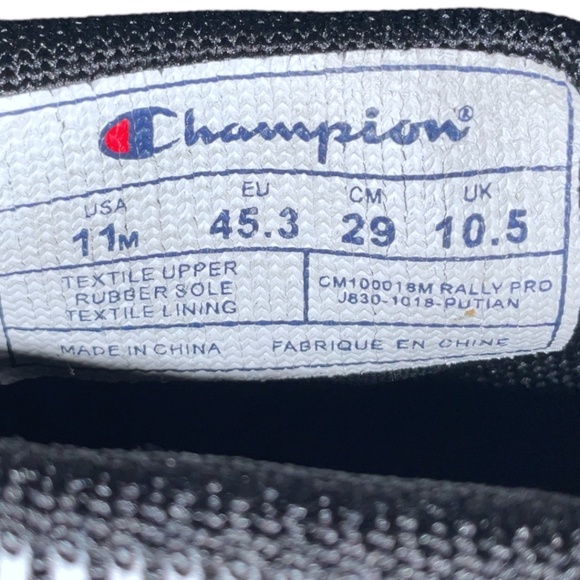 Champion®
USA EU CM UK
11M 45.3 29 10.5
TEXTILE UPPER
RUBBER SOLE
TEXTILE LINING
CM100018M RALLY PRO
J830-1018-PUTIAN
MADE IN CHINA FABRIQUE EN CHINE